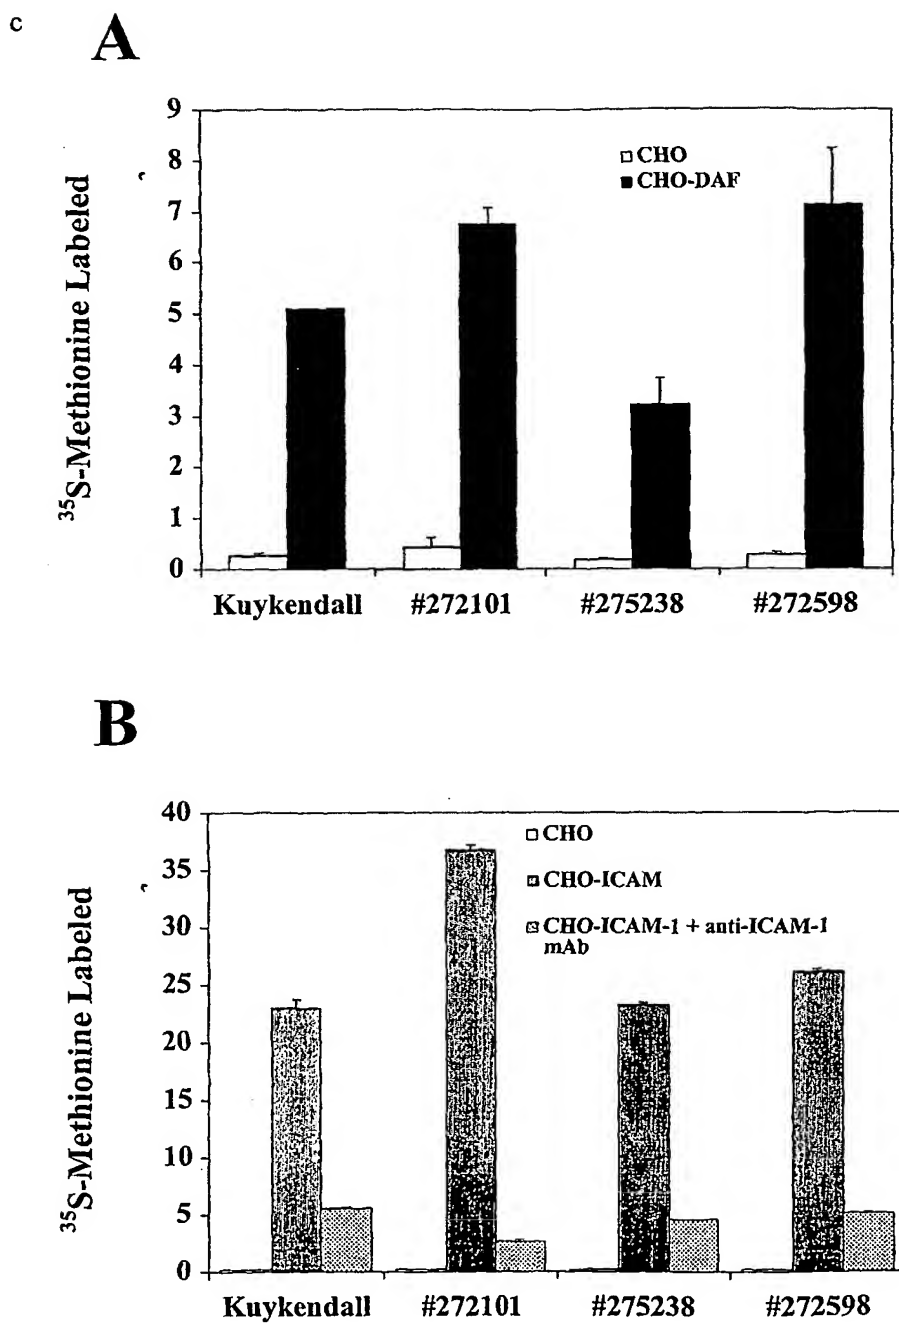 c
A
³⁵S-Methionine Labeled
9
8
7
6
5
4
3
2
1
0
CHO
CHO-DAF
Kuykendall #272101 #275238 #272598
B
³⁵S-Methionine Labeled
40
35
30
25
20
15
10
5
0
CHO
CHO-ICAM
CHO-ICAM-1 + anti-ICAM-1
mAb
Kuykendall #272101 #275238 #272598